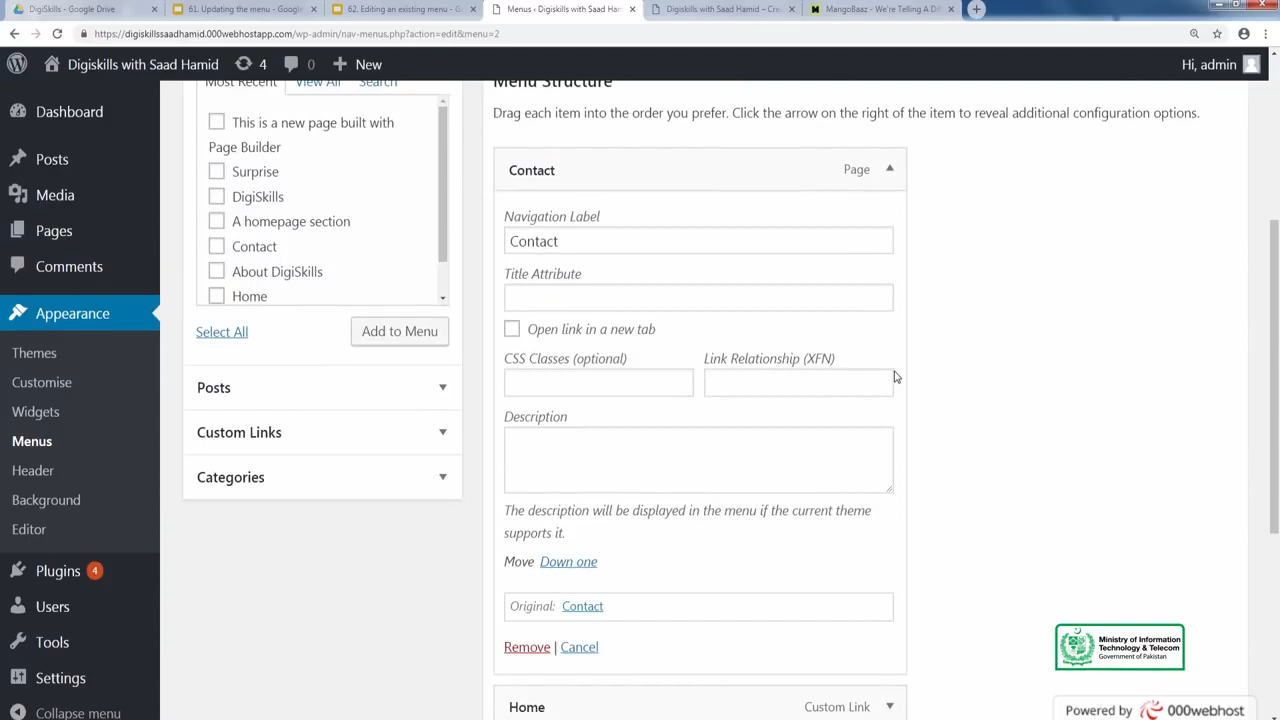 DigiSkills - Google Drive
61. Updating the menu - Google
62. Editing an existing menu - G
Menus ‹ Digiskills with Saad Ham
Digiskills with Saad Hamid – Crea
MangoBaaz - We're Telling A Dif
https://digiskillssaadhamid.000webhostapp.com/wp-admin/nav-menus.php?action=edit&menu=2
Digiskills with Saad Hamid
4
0
New
Hi, admin
Dashboard
Posts
Media
Pages
Comments
Appearance
Themes
Customise
Widgets
Menus
Header
Background
Editor
Plugins 4
Users
Tools
Settings
Collapse menu
Most Recent
View All
Search
This is a new page built with
Page Builder
Surprise
DigiSkills
A homepage section
Contact
About DigiSkills
Home
Select All
Add to Menu
Posts
Custom Links
Categories
Menu Structure
Drag each item into the order you prefer. Click the arrow on the right of the item to reveal additional configuration options.
Contact
Page
Navigation Label
Contact
Title Attribute
Open link in a new tab
CSS Classes (optional)
Link Relationship (XFN)
Description
The description will be displayed in the menu if the current theme
supports it.
Move Down one
Original: Contact
Remove | Cancel
Home
Custom Link
Ministry of Information
Technology & Telecom
Government of Pakistan
Powered by 000webhost